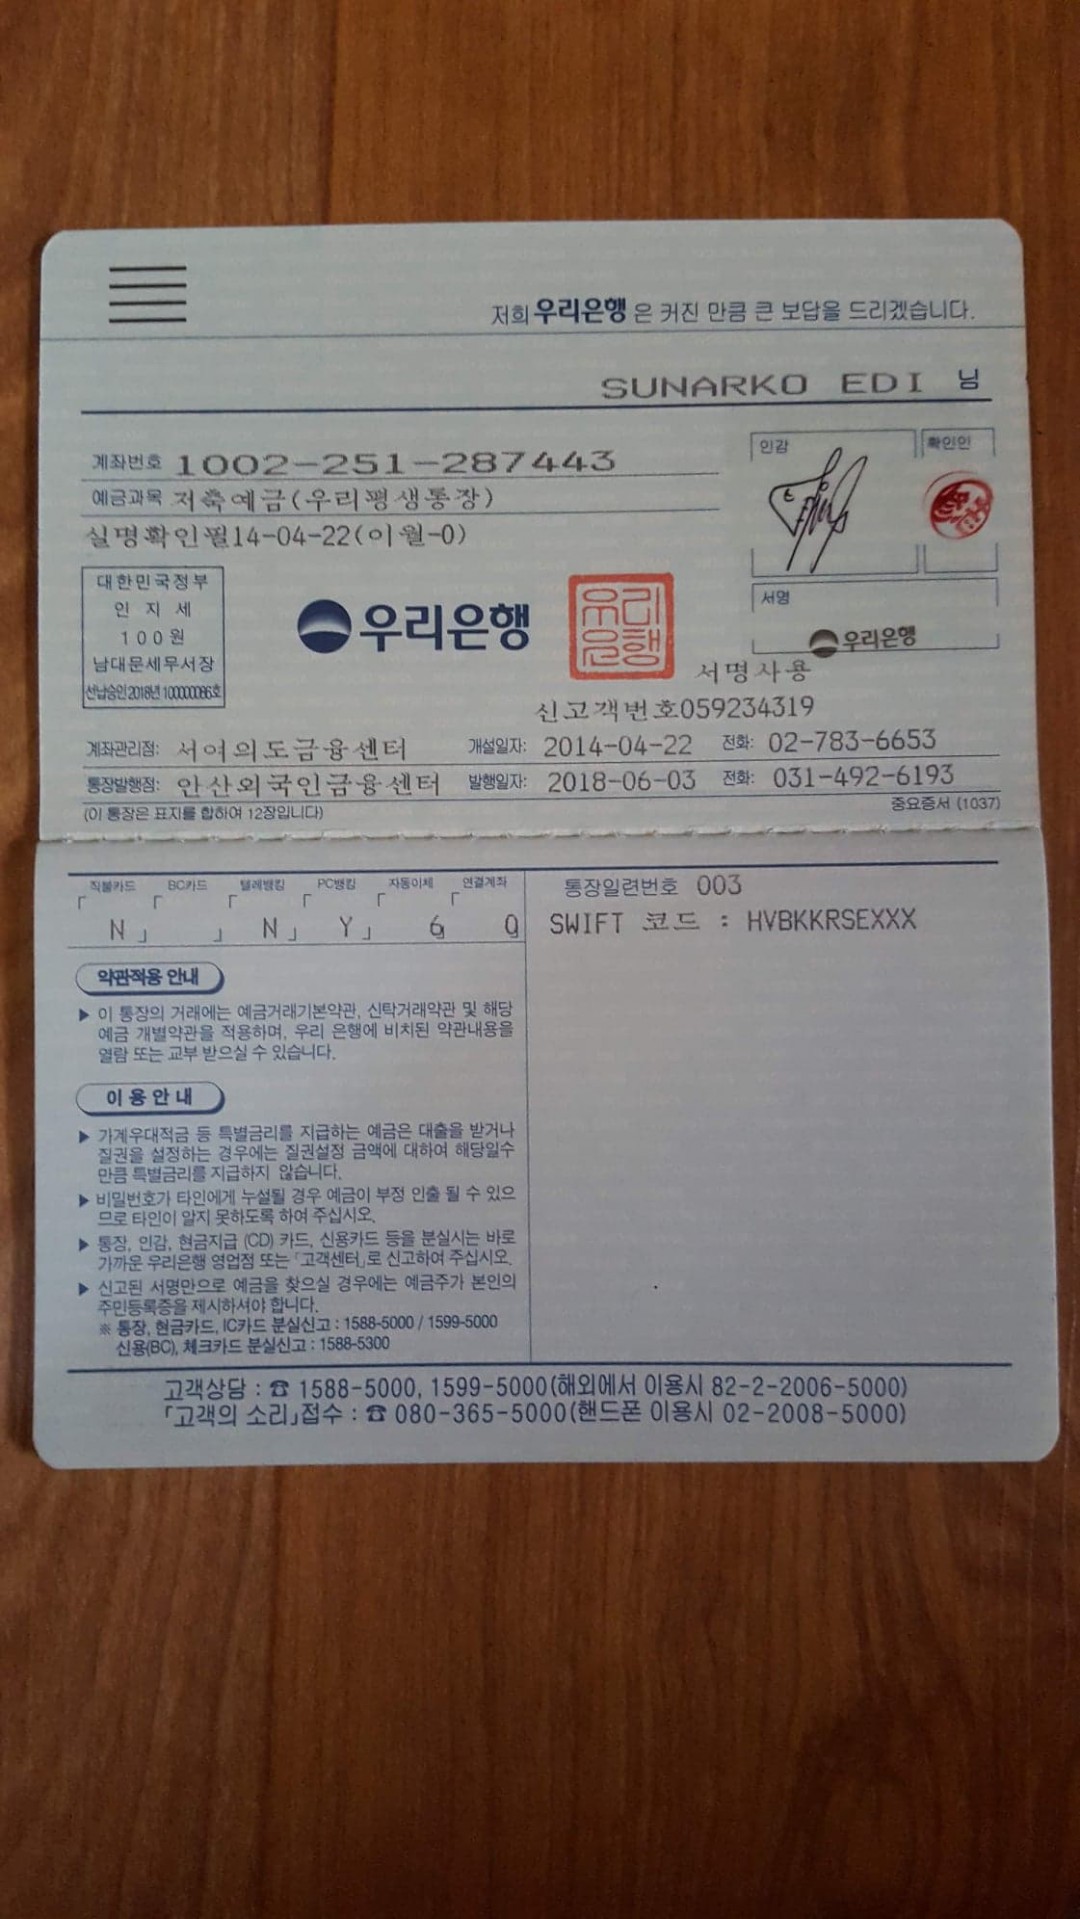 저희 우리은행 은 커진 만큼 큰 보답을 드리겠습니다.
SUNARKO EDI 님
계좌번호 1002-251-287443
예금과목 저축예금(우리평생통장)
실명확인필14-04-22(이월-0)
인감
확인인
대한민국정부
인 지 세
100원
남대문세무서장
선납승인 2018년 100000086호
우리은행
우리
은행
서명
우리은행
서명사용
신고객번호059234319
계좌관리점: 서여의도금융센터 개설일자: 2014-04-22 전화: 02-783-6653
통장발행점: 안산외국인금융센터 발행일자: 2018-06-03 전화: 031-492-6193
(이 통장은 표지를 합하여 12장입니다)
중요증서 (1037)
직불카드 BC카드 텔레뱅킹 PC뱅킹 자동이체 연결계좌
N N Y 6 0
통장일련번호 003
SWIFT 코드 : HVBKKRSEXXX
약관적용 안내
▶ 이 통장의 거래에는 예금거래기본약관, 신탁거래약관 및 해당
예금 개별약관을 적용하며, 우리 은행에 비치된 약관내용을
열람 또는 교부 받으실 수 있습니다.
이 용 안 내
▶ 가계우대적금 등 특별금리를 지급하는 예금은 대출을 받거나
질권을 설정하는 경우에는 질권설정 금액에 대하여 해당일수
만큼 특별금리를 지급하지 않습니다.
▶ 비밀번호가 타인에게 누설될 경우 예금이 부정 인출 될 수 있으
므로 타인이 알지 못하도록 하여 주십시오.
▶ 통장, 인감, 현금지급 (CD) 카드, 신용카드 등을 분실시는 바로
가까운 우리은행 영업점 또는 「고객센터」로 신고하여 주십시오.
▶ 신고된 서명만으로 예금을 찾으실 경우에는 예금주가 본인의
주민등록증을 제시하셔야 합니다.
※ 통장, 현금카드, IC카드 분실신고 : 1588-5000 / 1599-5000
신용(BC), 체크카드 분실신고 : 1588-5300
고객상담 : ☎ 1588-5000, 1599-5000(해외에서 이용시 82-2-2006-5000)
「고객의 소리」접수 : ☎ 080-365-5000(핸드폰 이용시 02-2008-5000)